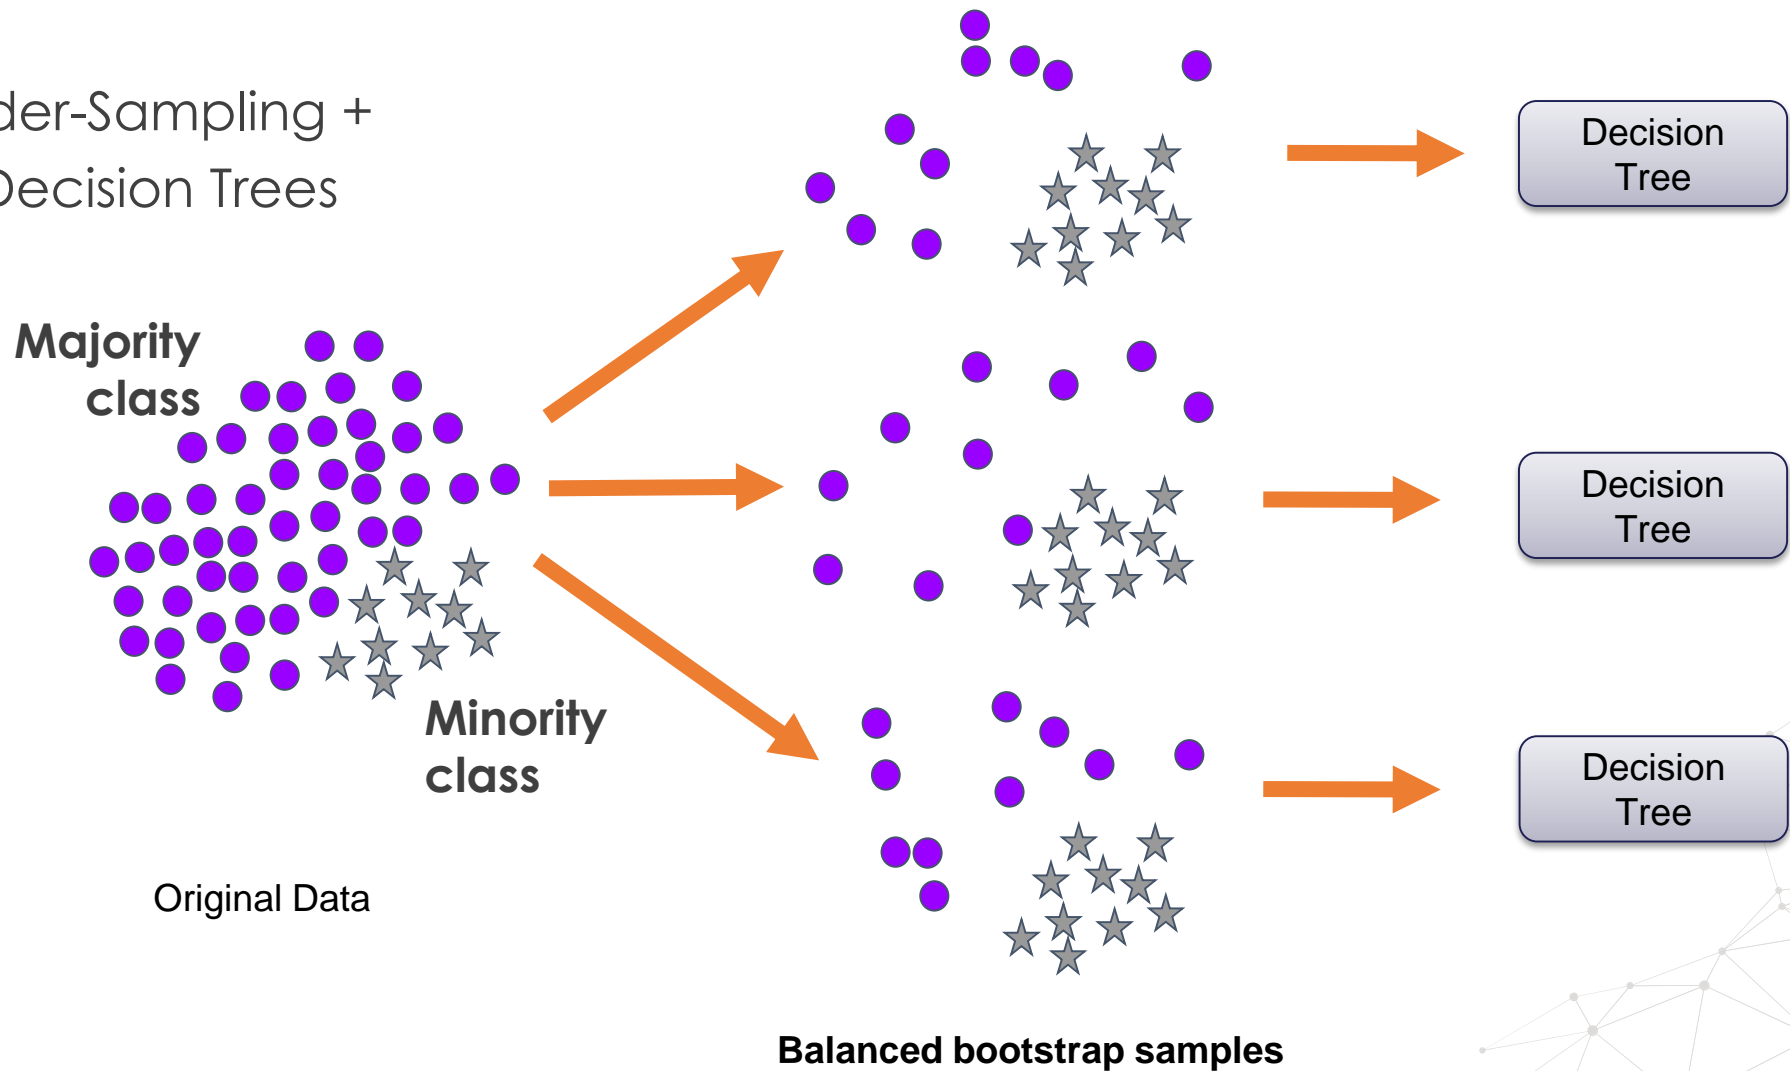 der-Sampling +
Decision Trees
Decision
Tree
Majority
class
Decision
Tree
Minority
class
Decision
Tree
Original Data
Balanced bootstrap samples